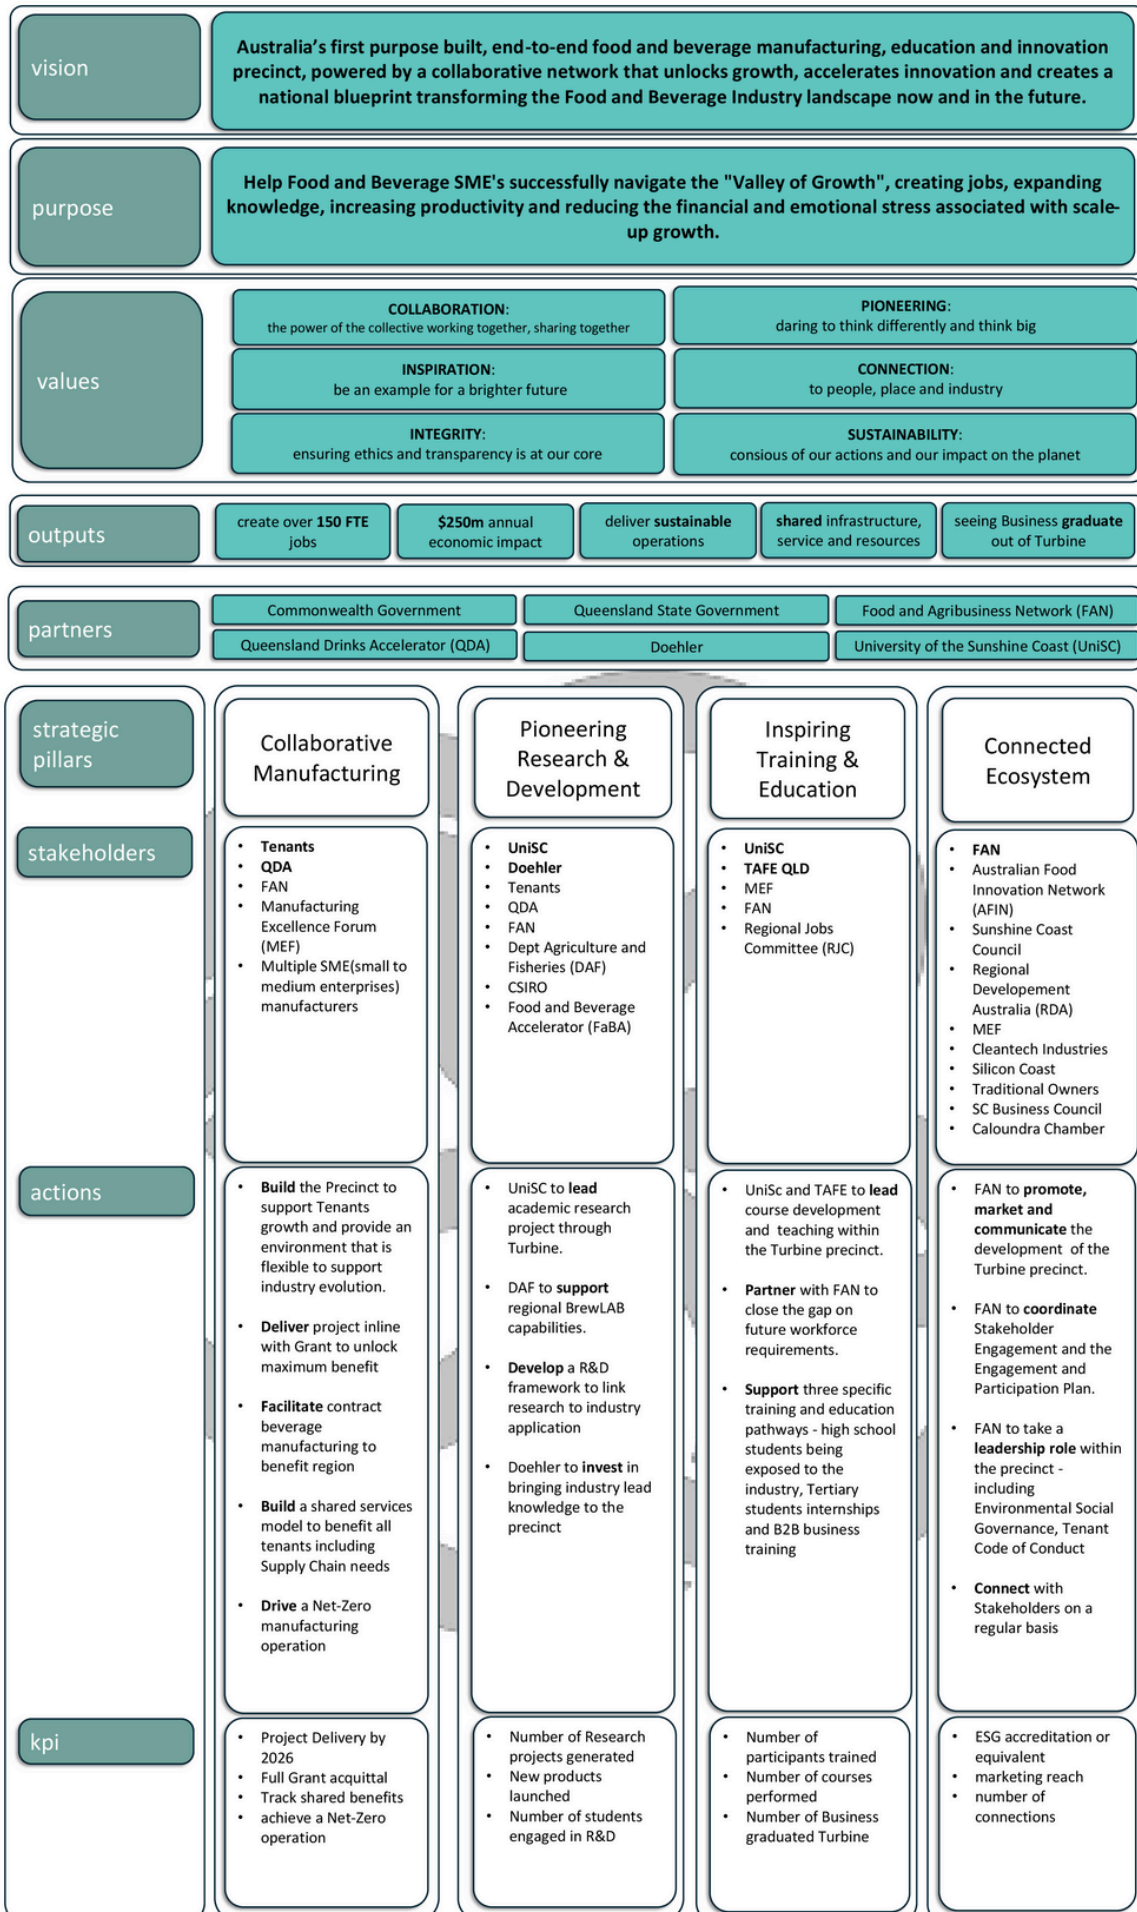 vision
Australia's first purpose built, end-to-end food and beverage manufacturing, education and innovation
precinct, powered by a collaborative network that unlocks growth, accelerates innovation and creates a
national blueprint transforming the Food and Beverage Industry landscape now and in the future.
purpose
Help Food and Beverage SME's successfully navigate the "Valley of Growth", creating jobs, expanding
knowledge, increasing productivity and reducing the financial and emotional stress associated with scale-
up growth.
values
COLLABORATION:
the power of the collective working together, sharing together
PIONEERING:
daring to think differently and think big
INSPIRATION:
be an example for a brighter future
CONNECTION:
to people, place and industry
INTEGRITY:
ensuring ethics and transparency is at our core
SUSTAINABILITY:
consious of our actions and our impact on the planet
outputs
create over 150 FTE
jobs
$250m annual
economic impact
deliver sustainable
operations
shared infrastructure,
service and resources
seeing Business graduate
out of Turbine
partners
Commonwealth Government
Queensland State Government
Food and Agribusiness Network (FAN)
Queensland Drinks Accelerator (QDA)
Doehler
University of the Sunshine Coast (UniSC)
strategic
pillars
Collaborative
Manufacturing
Pioneering
Research &
Development
Inspiring
Training &
Education
Connected
Ecosystem
stakeholders
• Tenants
• QDA
• FAN
• Manufacturing
Excellence Forum
(MEF)
• Multiple SME(small to
medium enterprises)
manufacturers
• UniSC
• Doehler
• Tenants
• QDA
• FAN
• Dept Agriculture and
Fisheries (DAF)
• CSIRO
• Food and Beverage
Accelerator (FaBA)
• UniSC
• TAFE QLD
• MEF
• FAN
• Regional Jobs
Committee (RJC)
• FAN
• Australian Food
Innovation Network
(AFIN)
• Sunshine Coast
Council
• Regional
Developement
Australia (RDA)
• MEF
• Cleantech Industries
• Silicon Coast
• Traditional Owners
• SC Business Council
• Caloundra Chamber
actions
• Build the Precinct to
support Tenants
growth and provide an
environment that is
flexible to support
industry evolution.
• Deliver project inline
with Grant to unlock
maximum benefit
• Facilitate contract
beverage
manufacturing to
benefit region
• Build a shared services
model to benefit all
tenants including
Supply Chain needs
• Drive a Net-Zero
manufacturing
operation
• UniSC to lead
academic research
project through
Turbine.
• DAF to support
regional BrewLAB
capabilities.
• Develop a R&D
framework to link
research to industry
application
• Doehler to invest in
bringing industry lead
knowledge to the
precinct
• UniSc and TAFE to lead
course development
and teaching within
the Turbine precinct.
• Partner with FAN to
close the gap on
future workforce
requirements.
• Support three specific
training and education
pathways - high school
students being
exposed to the
industry, Tertiary
students internships
and B2B business
training
• FAN to promote,
market and
communicate the
development of the
Turbine precinct.
• FAN to coordinate
Stakeholder
Engagement and the
Engagement and
Participation Plan.
• FAN to take a
leadership role within
the precinct -
including
Environmental Social
Governance, Tenant
Code of Conduct
• Connect with
Stakeholders on a
regular basis
kpi
• Project Delivery by
2026
• Full Grant acquittal
• Track shared benefits
• achieve a Net-Zero
operation
• Number of Research
projects generated
• New products
launched
• Number of students
engaged in R&D
• Number of
participants trained
• Number of courses
performed
• Number of Business
graduated Turbine
• ESG accreditation or
equivalent
• marketing reach
• number of
connections